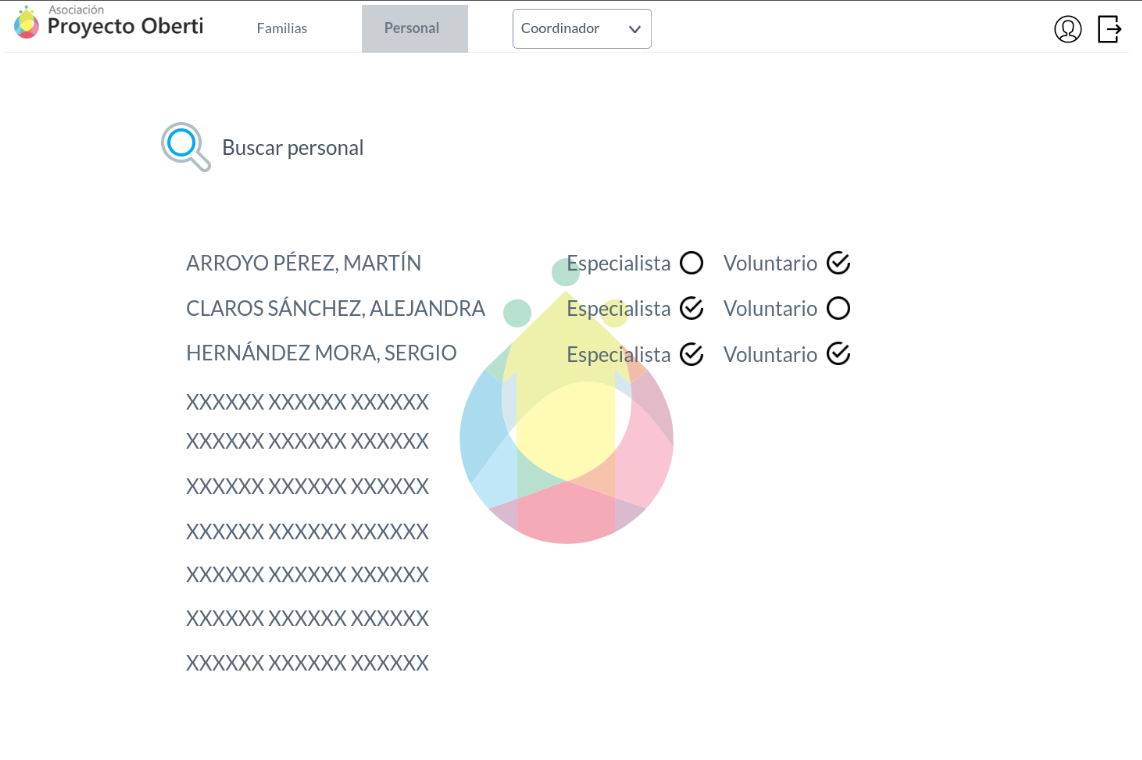 Asociación
Proyecto Oberti
Familias
Personal
Coordinador
Buscar personal
ARROYO PÉREZ, MARTÍN Especialista Voluntario
CLAROS SÁNCHEZ, ALEJANDRA Especialista Voluntario
HERNÁNDEZ MORA, SERGIO Especialista Voluntario
XXXXXX XXXXXX XXXXXX
XXXXXX XXXXXX XXXXXX
XXXXXX XXXXXX XXXXXX
XXXXXX XXXXXX XXXXXX
XXXXXX XXXXXX XXXXXX
XXXXXX XXXXXX XXXXXX
XXXXXX XXXXXX XXXXXX